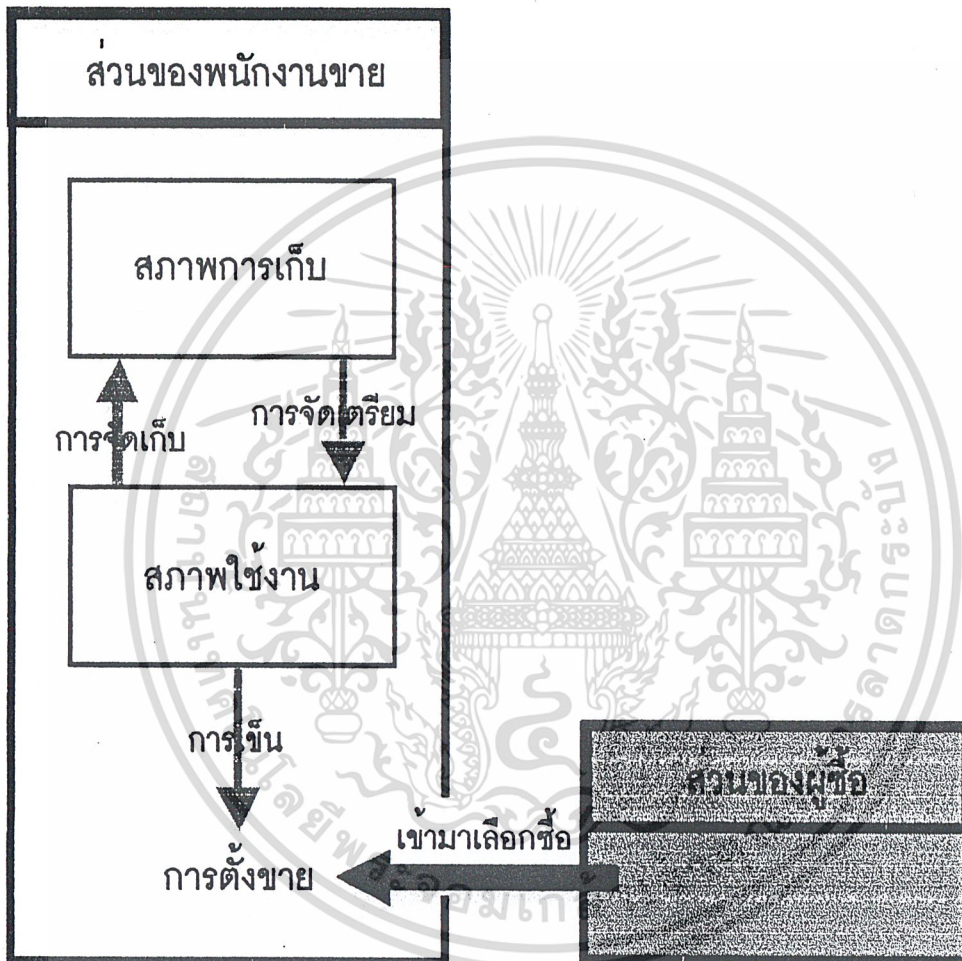 ส่วนของพนักงานขาย
สภาพการเก็บ
การจัดเก็บ
การจัดเตรียม
สภาพใช้งาน
การเข็น
การตั้งขาย
เข้ามาเลือกซื้อ
ส่วนของผู้ซื้อ